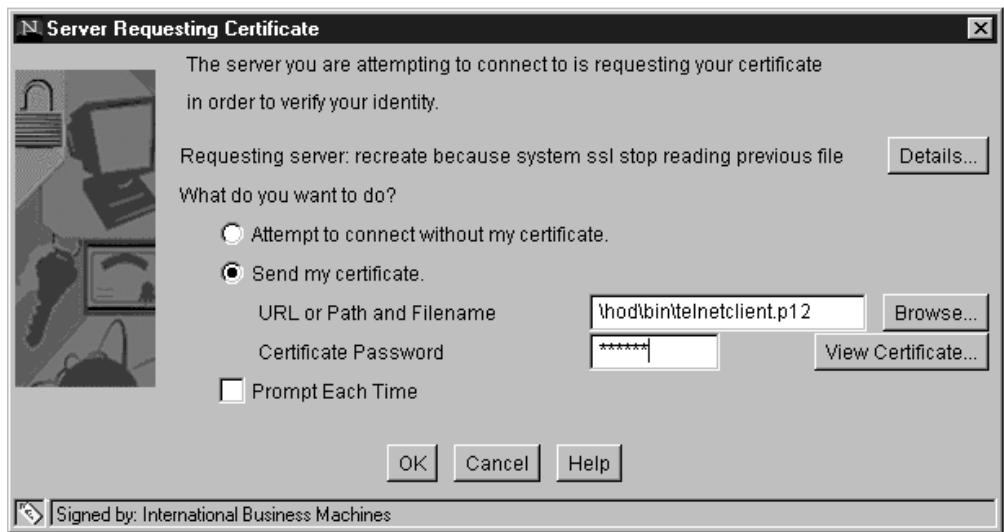 N Server Requesting Certificate
The server you are attempting to connect to is requesting your certificate
in order to verify your identity.
Requesting server: recreate because system ssl stop reading previous file Details...
What do you want to do?
Attempt to connect without my certificate.
Send my certificate.
URL or Path and Filename \hod\bin\telnetclient.p12 Browse...
Certificate Password ****** View Certificate...
Prompt Each Time
OK Cancel Help
Signed by: International Business Machines